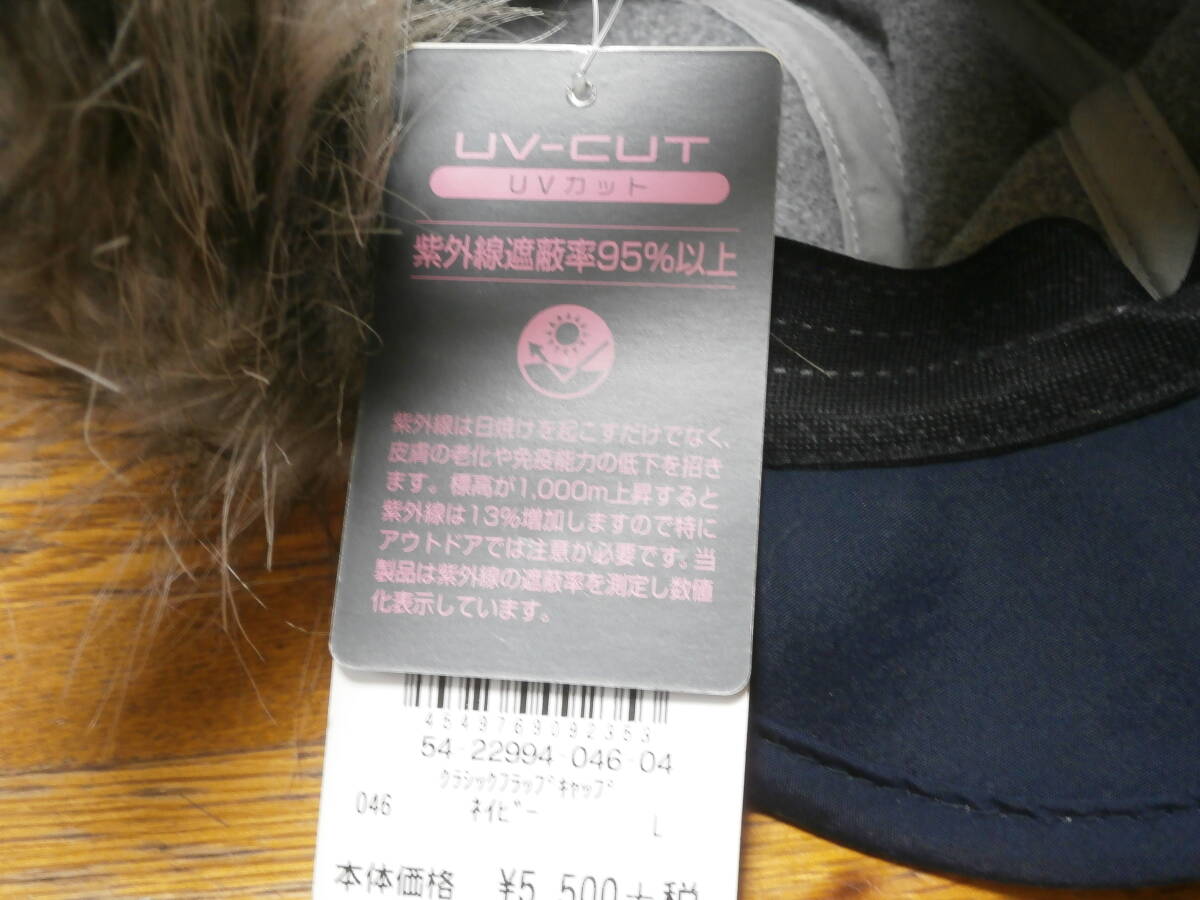 UV-CUT
UVカット
紫外線遮蔽率95%以上
紫外線は日焼けを起こすだけでなく、
皮膚の老化や免疫能力の低下を招き
ます。標高が1,000m上昇すると
紫外線は13%増加しますので特に
アウトドアでは注意が必要です。当
製品は紫外線の遮蔽率を測定し数値
化表示しています。
4549769092353
54-22994-046-04
クラシックフラップキャップ
046 ネイビー L
本体価格 ¥5,500+税